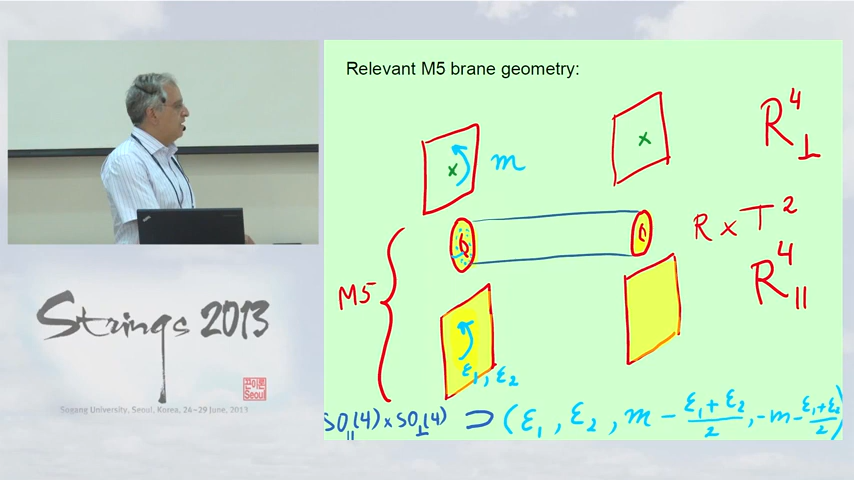 Relevant M5 brane geometry:
R⁴⊥
x
x
m
R × T²
M5
R⁴||
ε₁, ε₂
SO||(4) × SO⊥(4) ⊃ (ε₁, ε₂, m − (ε₁+ε₂)/2, −m − (ε₁+ε₂)/2)
Strings 2013
Sogang University, Seoul, Korea, 24-29 June, 2013